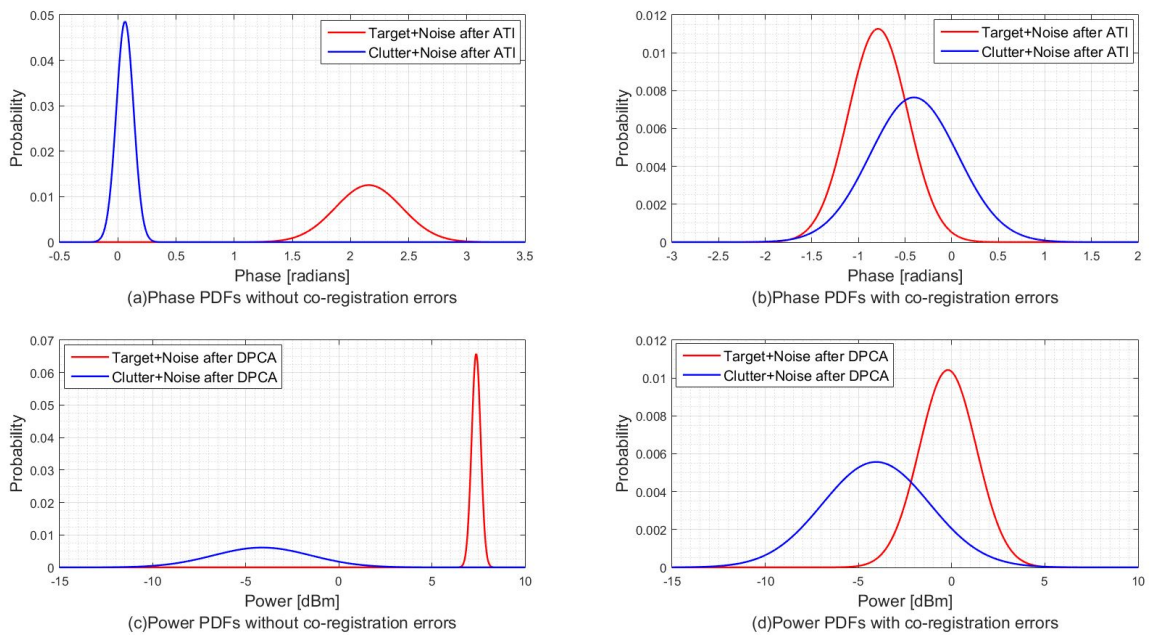 0.05
0.04
0.03
0.02
0.01
0
Probability
Target+Noise after ATI
Clutter+Noise after ATI
-0.5 0 0.5 1 1.5 2 2.5 3 3.5
Phase [radians]
(a)Phase PDFs without co-registration errors
0.012
0.01
0.008
0.006
0.004
0.002
0
Probability
Target+Noise after ATI
Clutter+Noise after ATI
-3 -2.5 -2 -1.5 -1 -0.5 0 0.5 1 1.5 2
Phase [radians]
(b)Phase PDFs with co-registration errors
0.07
0.06
0.05
0.04
0.03
0.02
0.01
0
Probability
Target+Noise after DPCA
Clutter+Noise after DPCA
-15 -10 -5 0 5 10
Power [dBm]
(c)Power PDFs without co-registration errors
0.012
0.01
0.008
0.006
0.004
0.002
0
Probability
Target+Noise after DPCA
Clutter+Noise after DPCA
-15 -10 -5 0 5 10
Power [dBm]
(d)Power PDFs with co-registration errors